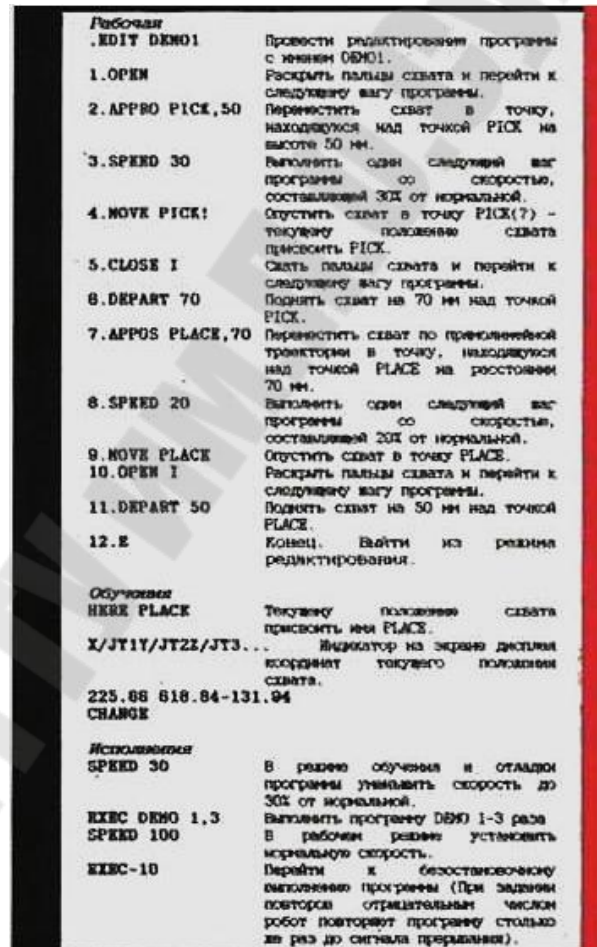 Рабочая
.EDIT DEMO1 Провести редактирование программы
с именем DEMO1.
1.OPEN Раскрыть пальцы схвата и перейти к
следующему шагу программы.
2.APPRO PICK,50 Переместить схват в точку,
находящуюся над точкой PICK на
высоте 50 мм.
3.SPEED 30 Выполнить один следующий шаг
программы со скоростью,
составляющей 30% от нормальной.
4.MOVE PICK! Опустить схват в точку PICK(?) -
текущему положению схвата
присвоить PICK.
5.CLOSE I Сжать пальцы схвата и перейти к
следующему шагу программы.
6.DEPART 70 Поднять схват на 70 мм над точкой
PICK.
7.APPOS PLACE,70 Переместить схват по прямолинейной
траектории в точку, находящуюся
над точкой PLACE на расстоянии
70 мм.
8.SPEED 20 Выполнить один следующий шаг
программы со скоростью,
составляющей 20% от нормальной.
9.MOVE PLACE Опустить схват в точку PLACE.
10.OPEN I Раскрыть пальцы схвата и перейти к
следующему шагу программы.
11.DEPART 50 Поднять схват на 50 мм над точкой
PLACE.
12.E Конец. Выйти из режима
редактирования.
Обучения
HERE PLACE Текущему положению схвата
присвоить имя PLACE.
X/JT1Y/JT2Z/JT3... Индикатор на экране дисплея
координат текущего положения
схвата.
225.88 618.84-131.94
CHANGE
Исполнения
SPEED 30 В режиме обучения и отладки
программы уменьшить скорость до
30% от нормальной.
EXEC DEMO 1,3 Выполнить программу DEMO 1-3 раза
SPEED 100 В рабочем режиме установить
нормальную скорость.
EXEC-10 Перейти к безостановочному
выполнению программы (При задании
повторов отрицательным числом
робот повторяет программу столько
же раз до сигнала прерывания).